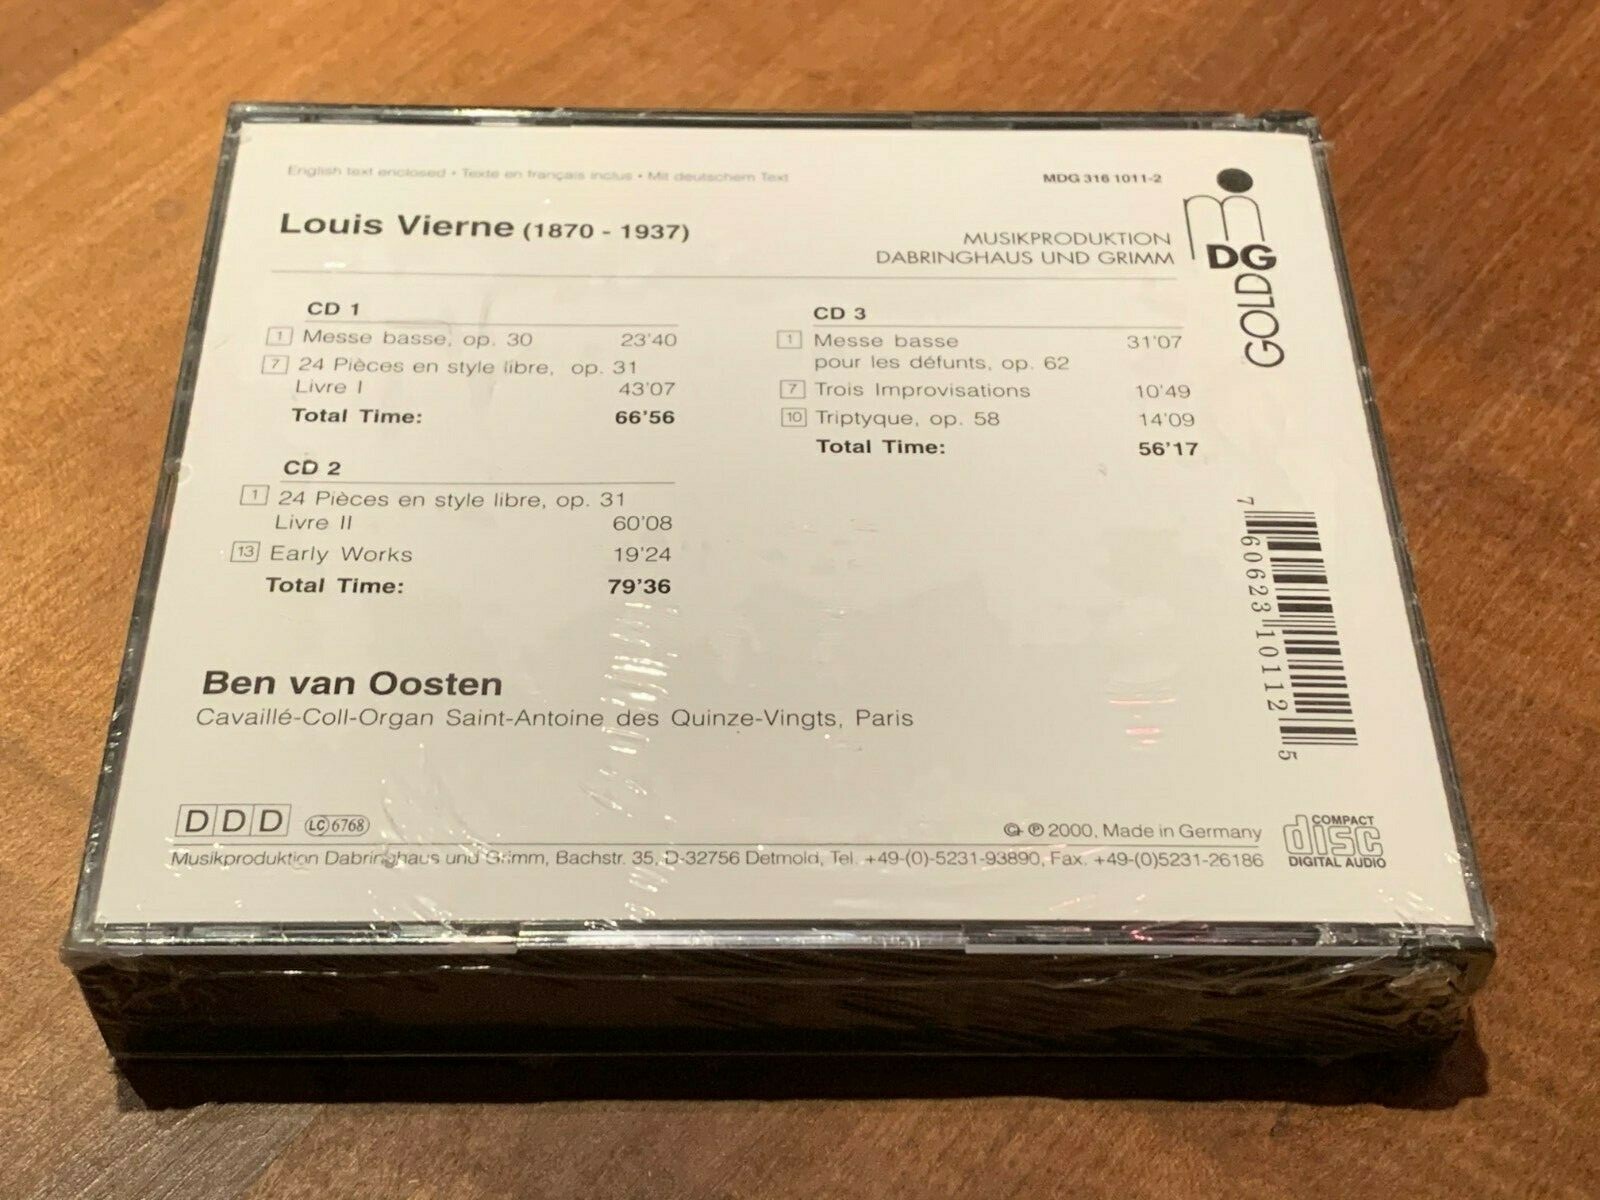 English text enclosed • Texte en français inclus • Mit deutschem Text
MDG 316 1011-2
Louis Vierne (1870 - 1937)
MUSIKPRODUKTION
DABRINGHAUS UND GRIMM
m
DG
GOLD
CD 1
1 Messe basse, op. 30 23'40
7 24 Pièces en style libre, op. 31
Livre I 43'07
Total Time: 66'56
CD 2
1 24 Pièces en style libre, op. 31
Livre II 60'08
13 Early Works 19'24
Total Time: 79'36
CD 3
1 Messe basse 31'07
pour les défunts, op. 62
7 Trois Improvisations 10'49
10 Triptyque, op. 58 14'09
Total Time: 56'17
7 60623 10112 5
Ben van Oosten
Cavaillé-Coll-Organ Saint-Antoine des Quinze-Vingts, Paris
DDD LC 6768
© ℗ 2000, Made in Germany
COMPACT
disc
DIGITAL AUDIO
Musikproduktion Dabringhaus und Grimm, Bachstr. 35, D-32756 Detmold, Tel. +49-(0)-5231-93890, Fax. +49-(0)5231-26186